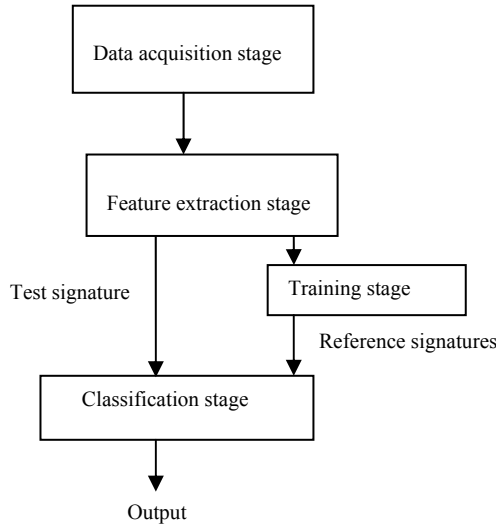 Data acquisition stage
Feature extraction stage
Test signature
Training stage
Reference signatures
Classification stage
Output